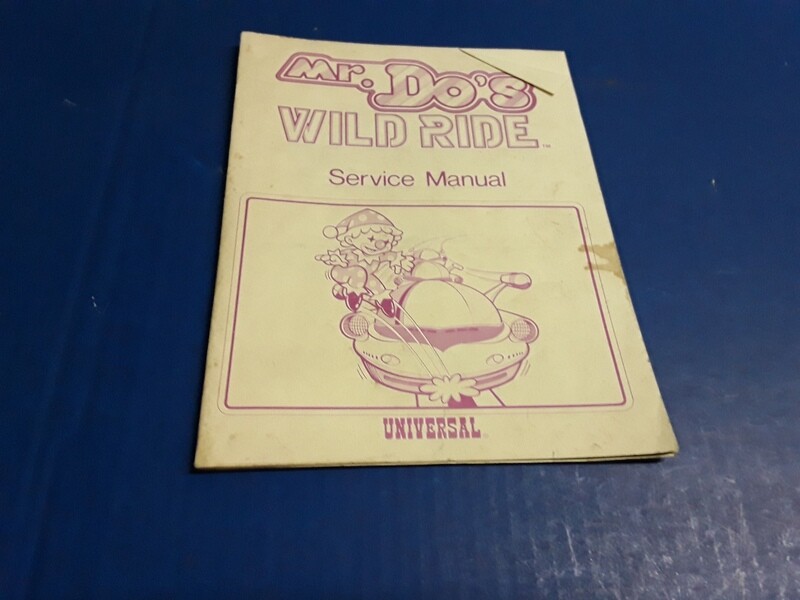 Mr. Do's
WILD RIDE™
Service Manual
UNIVERSAL